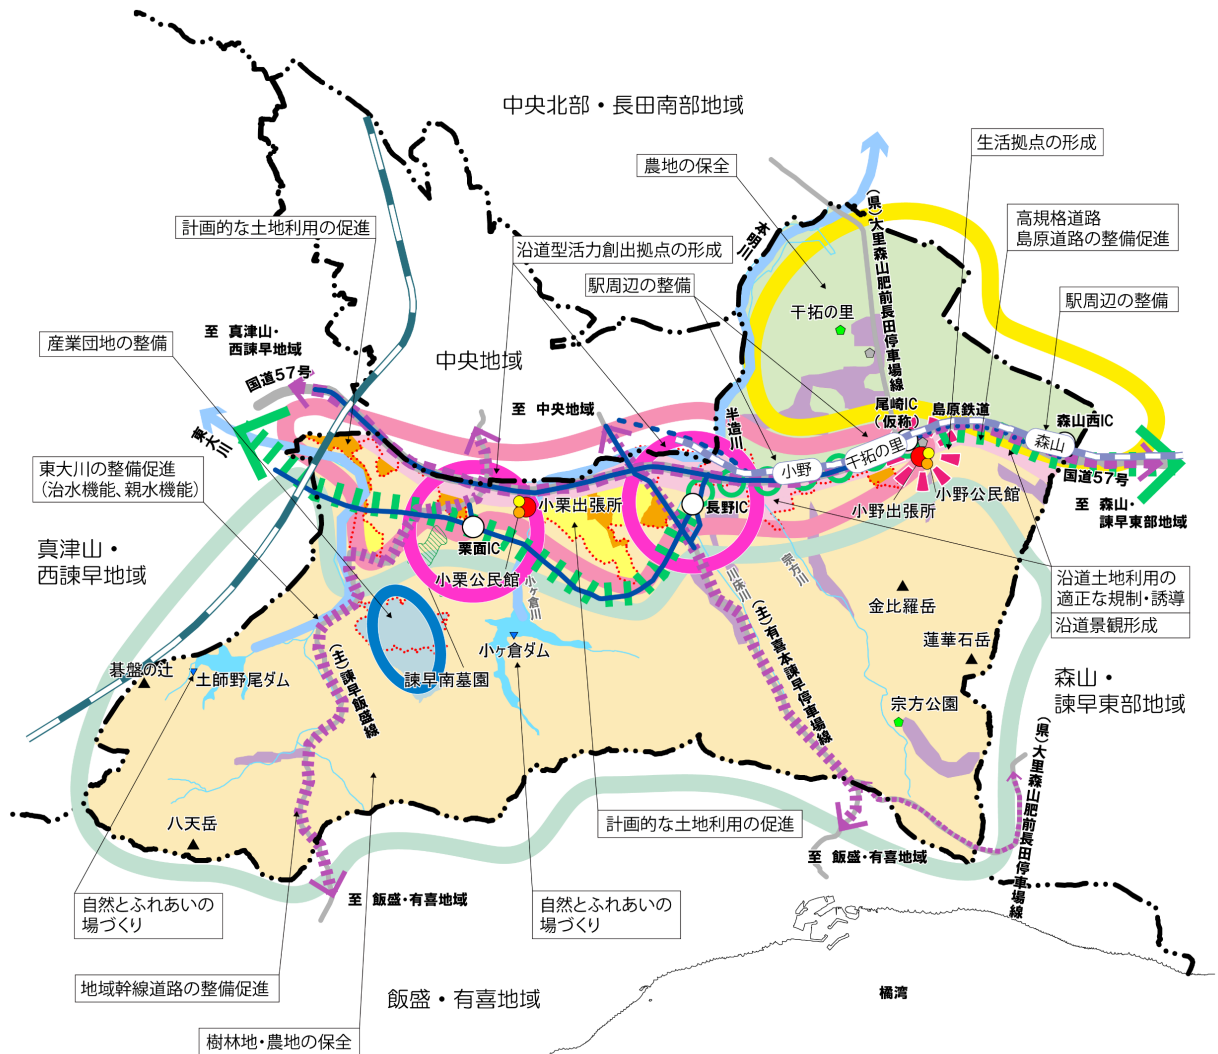 中央北部・長田南部地域
生活拠点の形成
農地の保全
高規格道路
島原道路の整備促進
計画的な土地利用の促進
沿道型活力創出拠点の形成
本明川
(県)大里森山肥前長田停車場線
駅周辺の整備
駅周辺の整備
干拓の里
産業団地の整備
至 真津山・
西諫早地域
中央地域
国道57号
至 中央地域
半造川
尾崎IC
(仮称)
島原鉄道
森山西IC
東大川
森山
干拓の里
小野
国道57号
東大川の整備促進
(治水機能、親水機能)
小栗出張所
長野IC
小野公民館
小野出張所
至 森山・
諫早東部地域
真津山・
西諫早地域
栗面IC
小栗公民館
小ヶ倉川
川床川
宗方川
沿道土地利用の
適正な規制・誘導
沿道景観形成
金比羅岳
蓮華石岳
小ヶ倉ダム
碁盤の辻
土師野尾ダム
諫早南墓園
(主)諫早飯盛線
(主)有喜本諫早停車場線
宗方公園
森山・
諫早東部地域
(県)大里森山肥前長田停車場線
八天岳
計画的な土地利用の促進
至 飯盛・有喜地域
至 飯盛・有喜地域
自然とふれあいの
場づくり
自然とふれあいの
場づくり
地域幹線道路の整備促進
飯盛・有喜地域
橘湾
樹林地・農地の保全